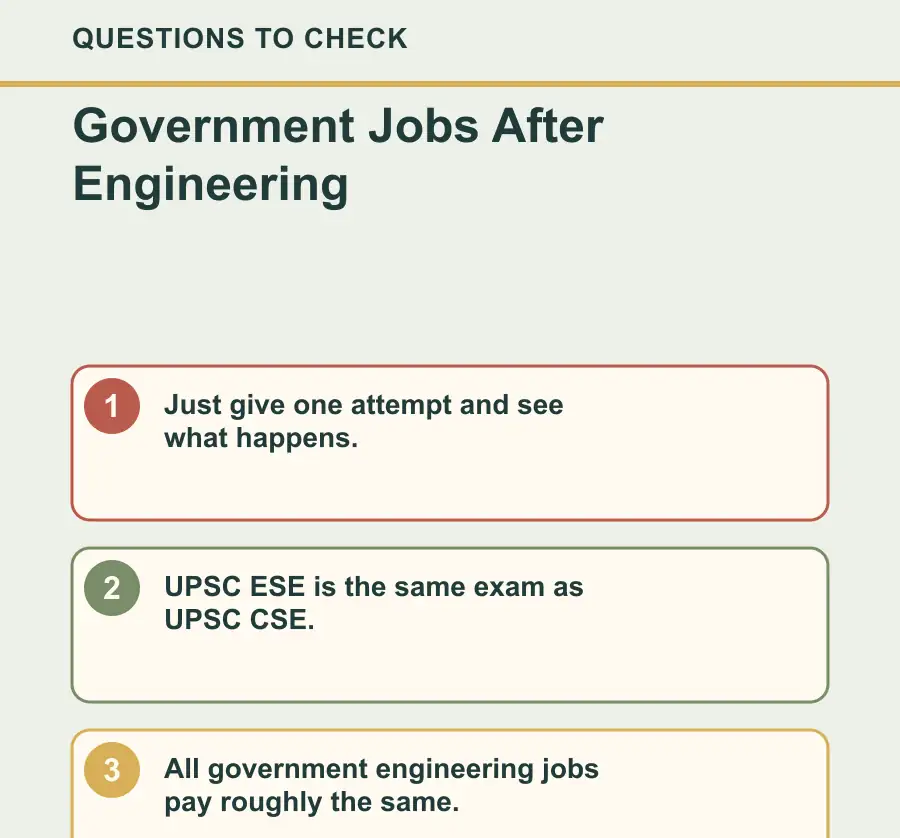 QUESTIONS TO CHECK
Government Jobs After
Engineering
1
Just give one attempt and see
what happens.
2
UPSC ESE is the same exam as
UPSC CSE.
3
All government engineering jobs
pay roughly the same.